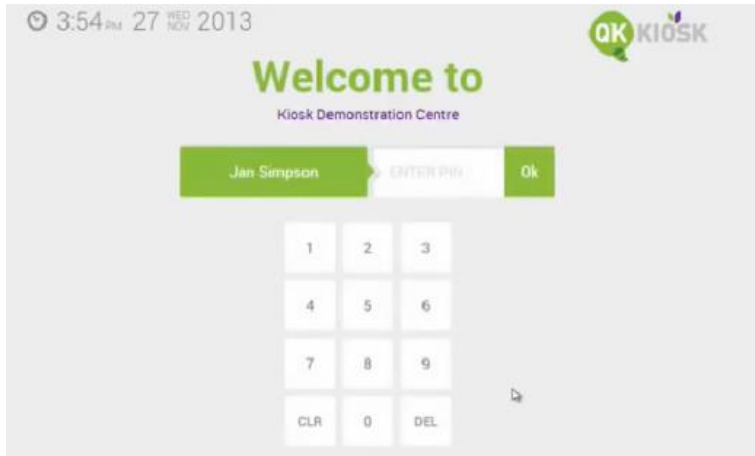 3:54 PM 27 WED NOV 2013
QK KIOSK
Welcome to
Kiosk Demonstration Centre
Jan Simpson ENTER PIN Ok
1 2 3
4 5 6
7 8 9
CLR 0 DEL